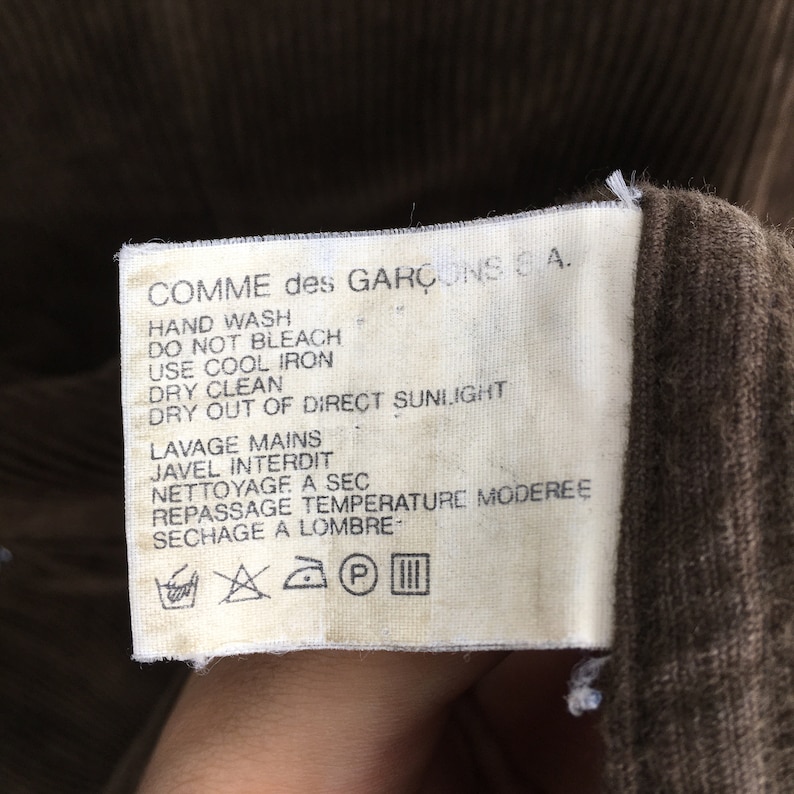 COMME des GARÇONS S.A.
HAND WASH
DO NOT BLEACH
USE COOL IRON
DRY CLEAN
DRY OUT OF DIRECT SUNLIGHT
LAVAGE MAINS
JAVEL INTERDIT
NETTOYAGE A SEC
REPASSAGE TEMPERATURE MODEREE
SECHAGE A LOMBRE
P